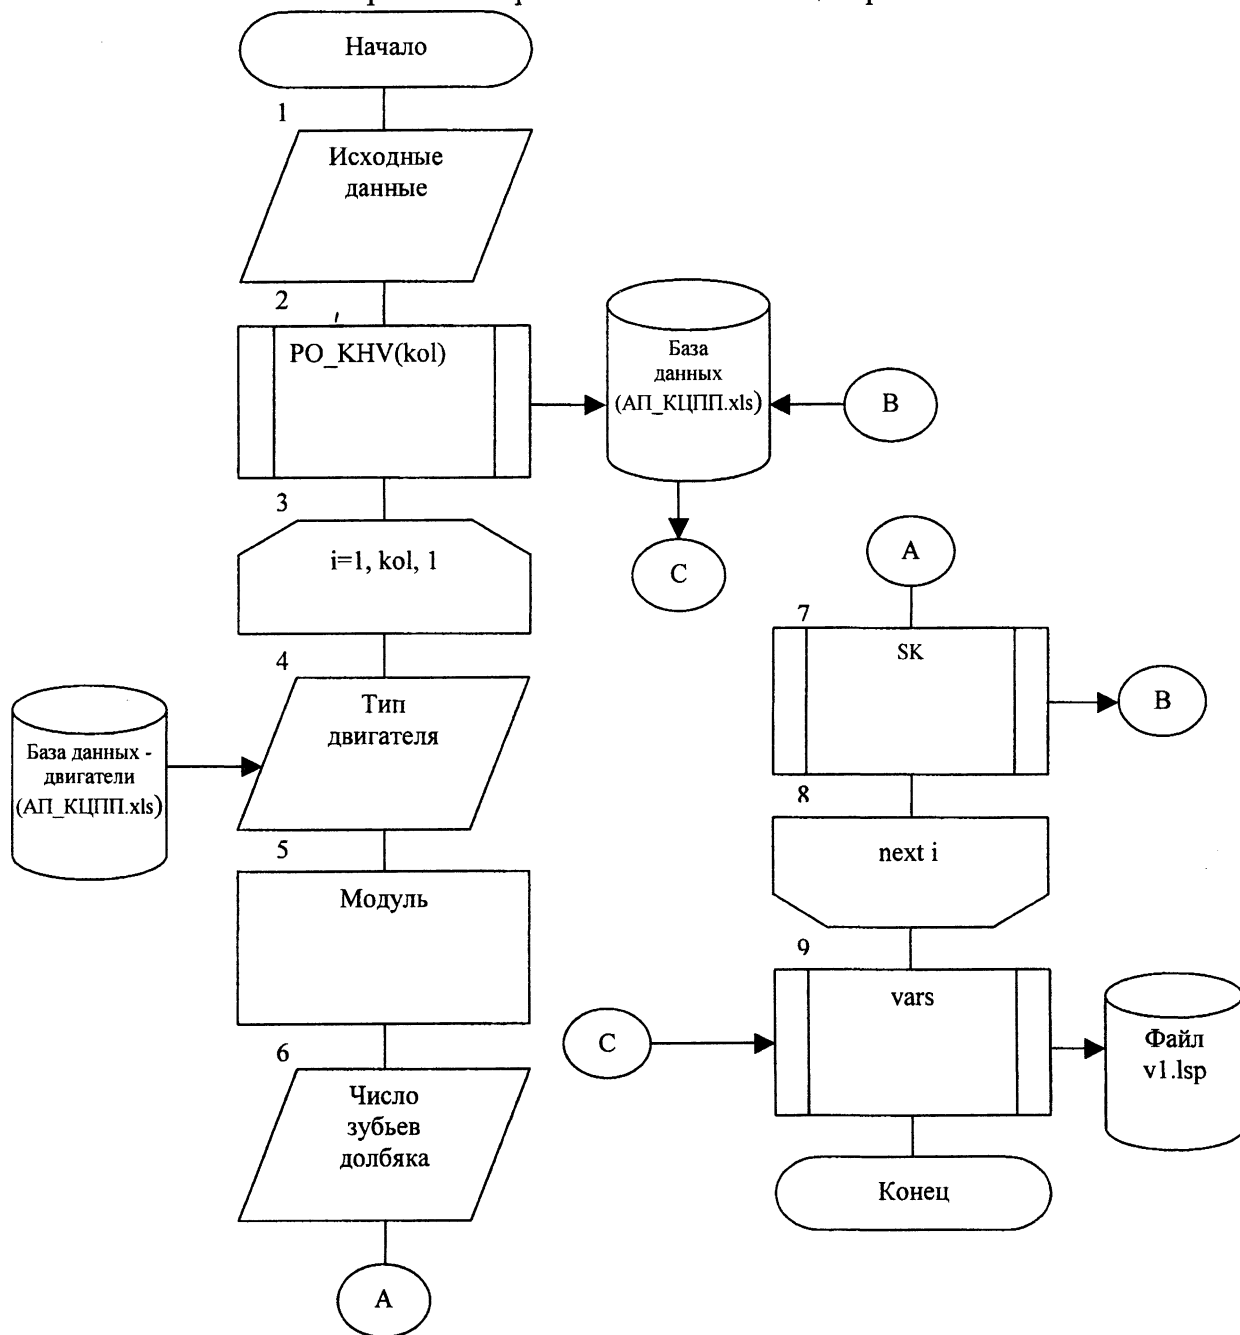 Начало
1
Исходные
данные
2
PO_KHV(kol)
База
данных
(АП_КЦПП.xls)
B
3
i=1, kol, 1
C
A
7
SK
B
4
Тип
двигателя
База данных -
двигатели
(АП_КЦПП.xls)
8
next i
5
Модуль
9
vars
C
Файл
v1.lsp
6
Число
зубьев
долбяка
Конец
A